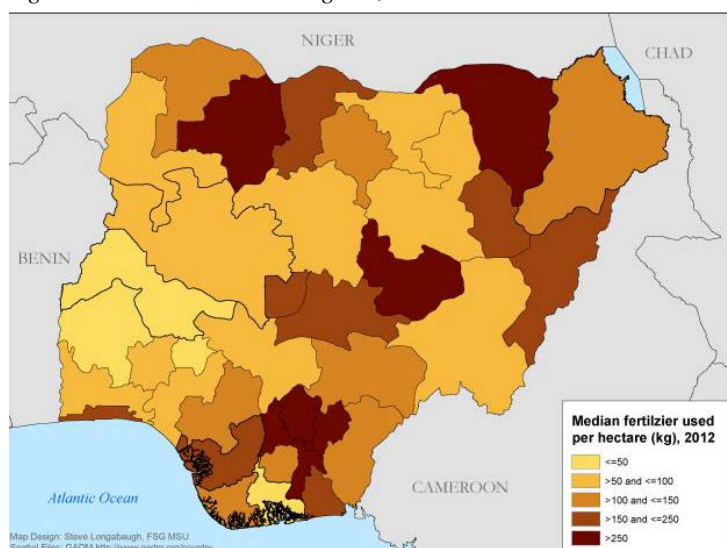 NIGER
CHAD
BENIN
Atlantic Ocean
CAMEROON
Median fertilzier used
per hectare (kg), 2012
<=50
>50 and <=100
>100 and <=150
>150 and <=250
>250
Map Design: Steve Longabaugh, FSG MSU